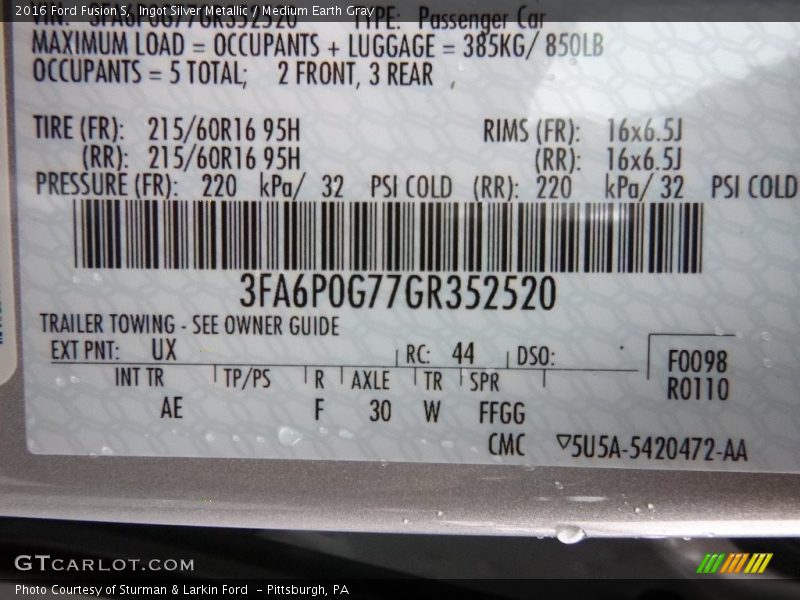 2016 Ford Fusion S, Ingot Silver Metallic / Medium Earth Gray
VIN: 3FA6P0G77GR352520 TYPE: Passenger Car
MAXIMUM LOAD = OCCUPANTS + LUGGAGE = 385KG/ 850LB
OCCUPANTS = 5 TOTAL; 2 FRONT, 3 REAR
TIRE (FR): 215/60R16 95H RIMS (FR): 16x6.5J
(RR): 215/60R16 95H (RR): 16x6.5J
PRESSURE (FR): 220 kPa/ 32 PSI COLD (RR): 220 kPa/ 32 PSI COLD
3FA6P0G77GR352520
TRAILER TOWING - SEE OWNER GUIDE
EXT PNT: UX RC: 44 DSO: F0098
INT TR TP/PS R AXLE TR SPR R0110
AE F 30 W FFGG
CMC ▽5U5A-5420472-AA
GTCARLOT.COM
Photo Courtesy of Sturman & Larkin Ford - Pittsburgh, PA